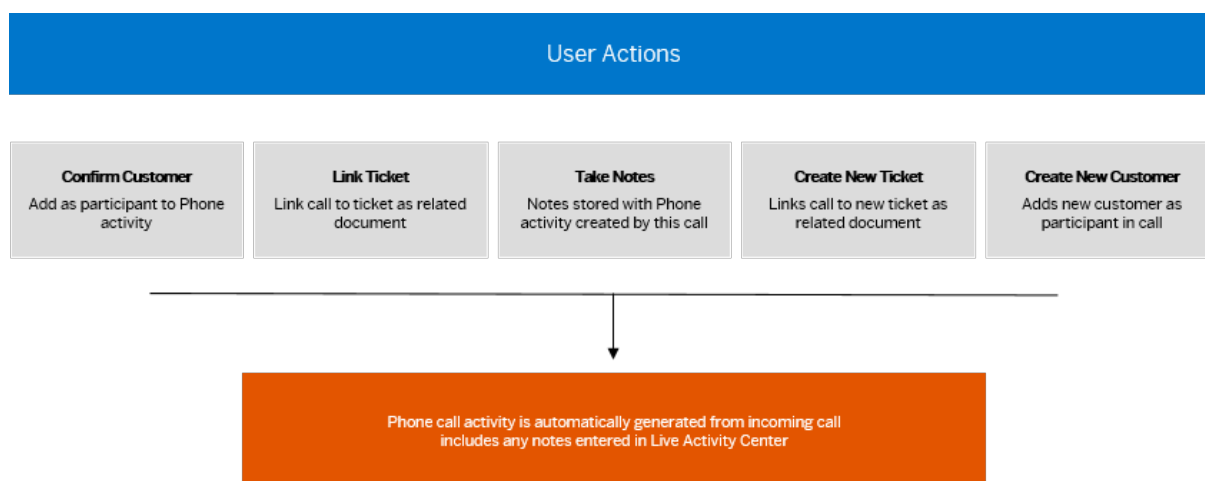 User Actions
Confirm Customer
Add as participant to Phone
activity
Link Ticket
Link call to ticket as related
document
Take Notes
Notes stored with Phone
activity created by this call
Create New Ticket
Links call to new ticket as
related document
Create New Customer
Adds new customer as
participant in call
Phone call activity is automatically generated from incoming call
includes any notes entered in Live Activity Center